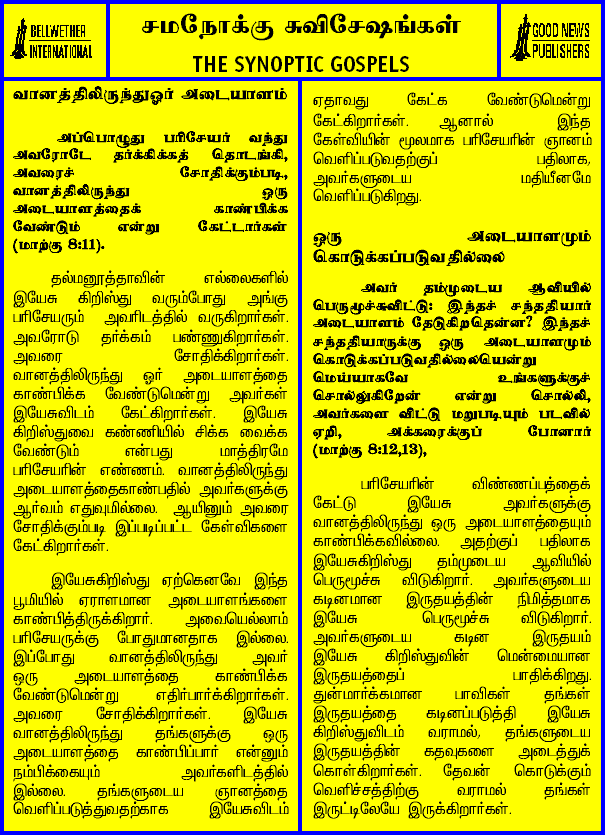 BELLWETHER
INTERNATIONAL
சமநோக்கு சுவிசேஷங்கள்
THE SYNOPTIC GOSPELS
GOOD NEWS
PUBLISHERS
வானத்திலிருந்துஓர் அடையாளம்
அப்பொழுது பரிசேயர் வந்து
அவரோடே தர்க்கிக்கத் தொடங்கி,
அவரைச் சோதிக்கும்படி,
வானத்திலிருந்து ஒரு
அடையாளத்தைக் காண்பிக்க
வேண்டும் என்று கேட்டார்கள்
(மாற்கு 8:11).
தல்மனூத்தாவின் எல்லைகளில்
இயேசு கிறிஸ்து வரும்போது அங்கு
பரிசேயரும் அவரிடத்தில் வருகிறார்கள்.
அவரோடு தர்க்கம் பண்ணுகிறார்கள்.
அவரை சோதிக்கிறார்கள்.
வானத்திலிருந்து ஓர் அடையாளத்தை
காண்பிக்க வேண்டுமென்று அவர்கள்
இயேசுவிடம் கேட்கிறார்கள். இயேசு
கிறிஸ்துவை கண்ணியில் சிக்க வைக்க
வேண்டும் என்பது மாத்திரமே
பரிசேயரின் எண்ணம். வானத்திலிருந்து
அடையாளத்தைகாண்பதில் அவர்களுக்கு
ஆர்வம் எதுவுமில்லை. ஆயினும் அவரை
சோதிக்கும்படி இப்படிப்பட்ட கேள்விகளை
கேட்கிறார்கள்.
இயேசுகிறிஸ்து ஏற்கெனவே இந்த
பூமியில் ஏராளமான அடையாளங்களை
காண்பித்திருக்கிறார். அவையெல்லாம்
பரிசேயருக்கு போதுமானதாக இல்லை.
இப்போது வானத்திலிருந்து அவர்
ஒரு அடையாளத்தை காண்பிக்க
வேண்டுமென்று எதிர்பார்க்கிறார்கள்.
அவரை சோதிக்கிறார்கள். இயேசு
வானத்திலிருந்து தங்களுக்கு ஒரு
அடையாளத்தை காண்பிப்பார் என்னும்
நம்பிக்கையும் அவர்களிடத்தில்
இல்லை. தங்களுடைய ஞானத்தை
வெளிப்படுத்துவதற்காக இயேசுவிடம்
ஏதாவது கேட்க வேண்டுமென்று
கேட்கிறார்கள். ஆனால் இந்த
கேள்வியின் மூலமாக பரிசேயரின் ஞானம்
வெளிப்படுவதற்குப் பதிலாக,
அவர்களுடைய மதியீனமே
வெளிப்படுகிறது.
ஒரு அடையாளமும்
கொடுக்கப்படுவதில்லை
அவர் தம்முடைய ஆவியில்
பெருமூச்சுவிட்டு: இந்தச் சந்ததியார்
அடையாளம் தேடுகிறதென்ன? இந்தச்
சந்ததியாருக்கு ஒரு அடையாளமும்
கொடுக்கப்படுவதில்லையென்று
மெய்யாகவே உங்களுக்குச்
சொல்லுகிறேன் என்று சொல்லி,
அவர்களை விட்டு மறுபடியும் படவில்
ஏறி, அக்கரைக்குப் போனார்
(மாற்கு 8:12,13),
பரிசேயரின் விண்ணப்பத்தைக்
கேட்டு இயேசு அவர்களுக்கு
வானத்திலிருந்து ஒரு அடையாளத்தையும்
காண்பிக்கவில்லை. அதற்குப் பதிலாக
இயேசுகிறிஸ்து தம்முடைய ஆவியில்
பெருமூச்சு விடுகிறார். அவர்களுடைய
கடினமான இருதயத்தின் நிமித்தமாக
இயேசு பெருமூச்சு விடுகிறார்.
அவர்களுடைய கடின இருதயம்
இயேசு கிறிஸ்துவின் மென்மையான
இருதயத்தைப் பாதிக்கிறது.
துன்மார்க்கமான பாவிகள் தங்கள்
இருதயத்தை கடினப்படுத்தி இயேசு
கிறிஸ்துவிடம் வராமல், தங்களுடைய
இருதயத்தின் கதவுகளை அடைத்துக்
கொள்கிறார்கள். தேவன் கொடுக்கும்
வெளிச்சத்திற்கு வராமல் தங்கள்
இருட்டிலேயே இருக்கிறார்கள்.